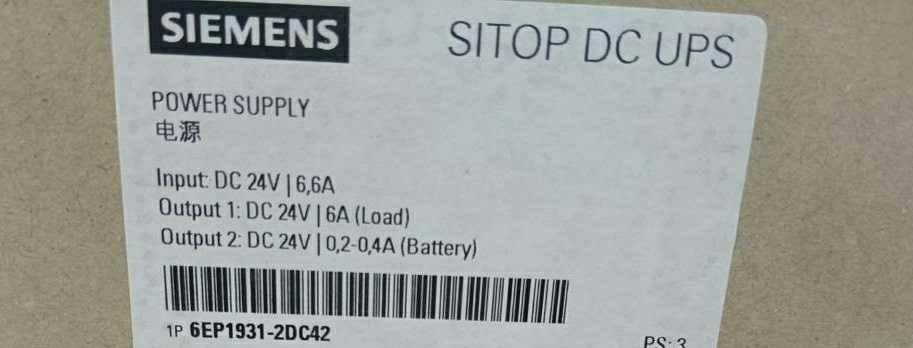 SIEMENS
SITOP DC UPS
POWER SUPPLY
电源
Input: DC 24V | 6,6A
Output 1: DC 24V | 6A (Load)
Output 2: DC 24V | 0,2-0,4A (Battery)
1P 6EP1931-2DC42
PS: 3